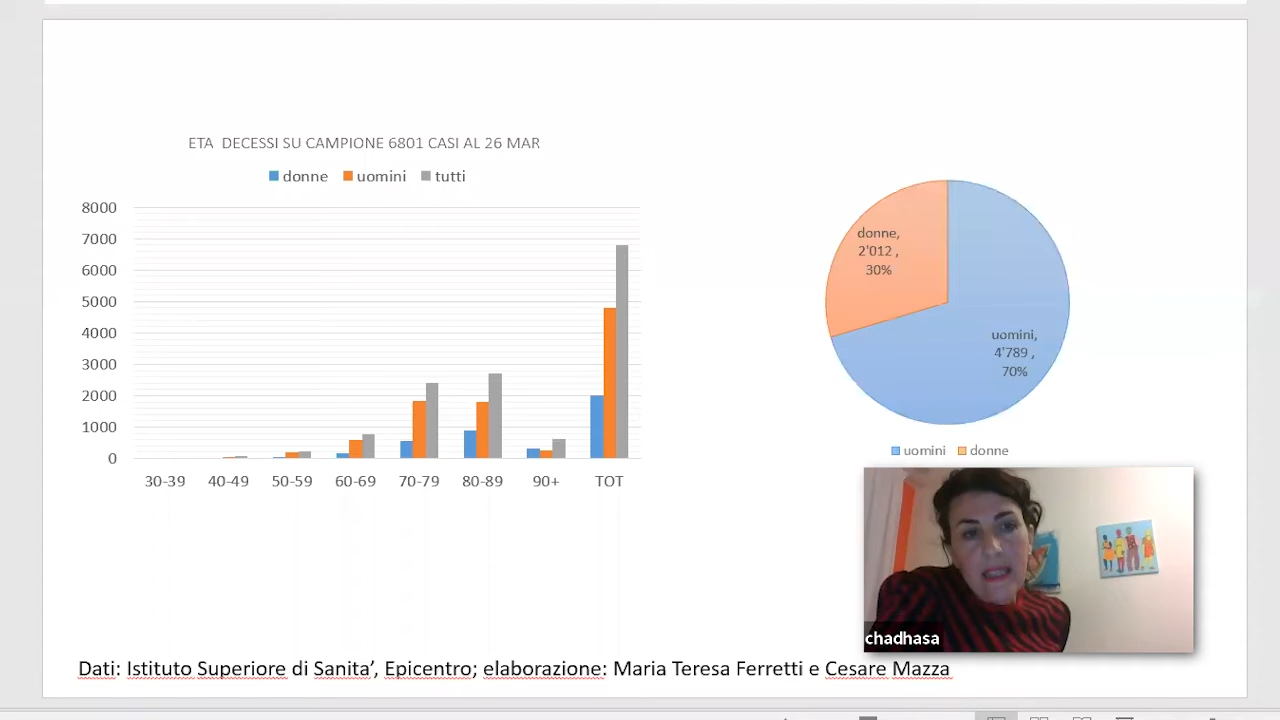 ETA DECESSI SU CAMPIONE 6801 CASI AL 26 MAR
donne uomini tutti
8000
7000
6000
5000
4000
3000
2000
1000
0
30-39 40-49 50-59 60-69 70-79 80-89 90+ TOT
donne,
2'012 ,
30%
uomini,
4'789 ,
70%
uomini donne
chadhasa
Dati: Istituto Superiore di Sanita’, Epicentro; elaborazione: Maria Teresa Ferretti e Cesare Mazza